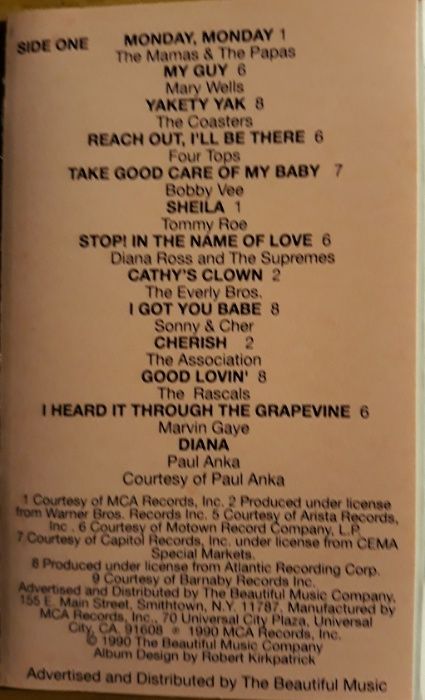 SIDE ONE
MONDAY, MONDAY 1
The Mamas & The Papas
MY GUY 6
Mary Wells
YAKETY YAK 8
The Coasters
REACH OUT, I'LL BE THERE 6
Four Tops
TAKE GOOD CARE OF MY BABY 7
Bobby Vee
SHEILA 1
Tommy Roe
STOP! IN THE NAME OF LOVE 6
Diana Ross and The Supremes
CATHY'S CLOWN 2
The Everly Bros.
I GOT YOU BABE 8
Sonny & Cher
CHERISH 2
The Association
GOOD LOVIN' 8
The Rascals
I HEARD IT THROUGH THE GRAPEVINE 6
Marvin Gaye
DIANA
Paul Anka
Courtesy of Paul Anka
1 Courtesy of MCA Records, Inc. 2 Produced under license
from Warner Bros. Records Inc. 5 Courtesy of Arista Records,
Inc . 6 Courtesy of Motown Record Company, L.P.
7 Courtesy of Capitol Records, Inc. under license from CEMA
Special Markets.
8 Produced under license from Atlantic Recording Corp.
9 Courtesy of Barnaby Records Inc.
Advertised and Distributed by The Beautiful Music Company,
155 E. Main Street, Smithtown, N.Y. 11787, Manufactured by
MCA Records, Inc., 70 Universal City Plaza, Universal
City, CA. 91608 ℗ 1990 MCA Records, Inc.
© 1990 The Beautiful Music Company
Album Design by Robert Kirkpatrick
Advertised and Distributed by The Beautiful Music